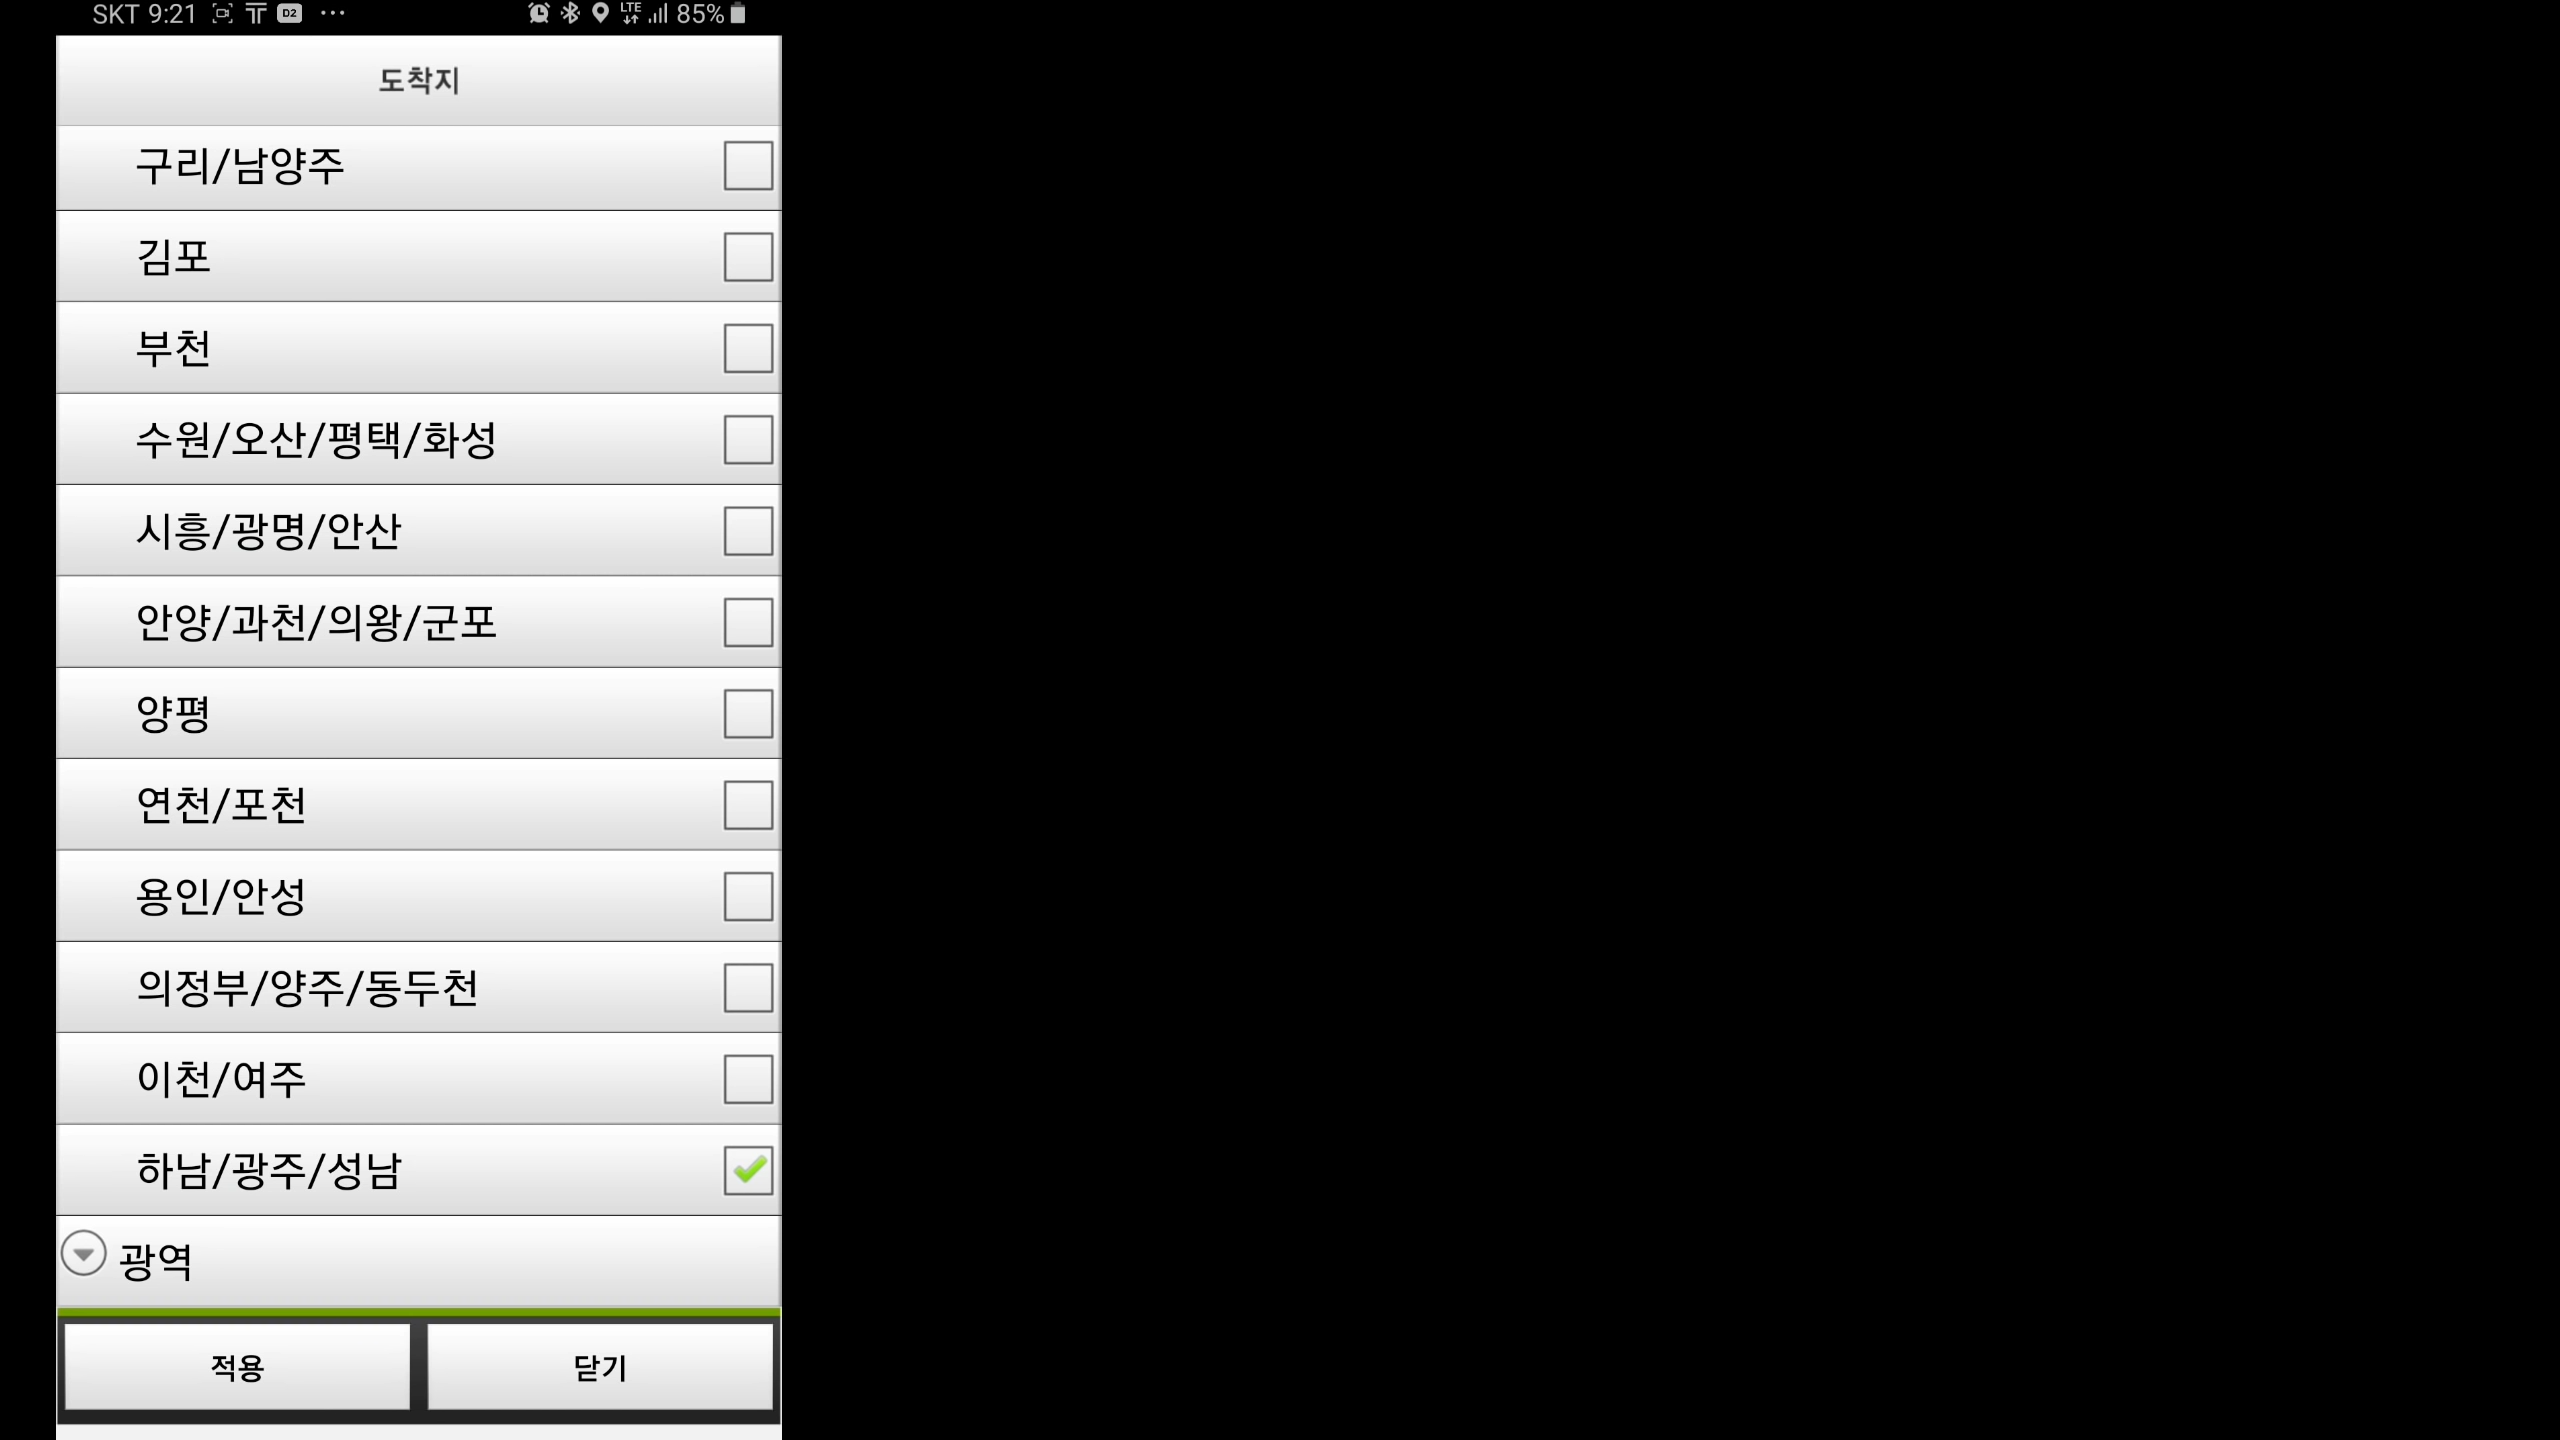 SKT 9:21 D2 ... LTE 85%
도착지
구리/남양주
김포
부천
수원/오산/평택/화성
시흥/광명/안산
안양/과천/의왕/군포
양평
연천/포천
용인/안성
의정부/양주/동두천
이천/여주
하남/광주/성남
광역
적용 닫기